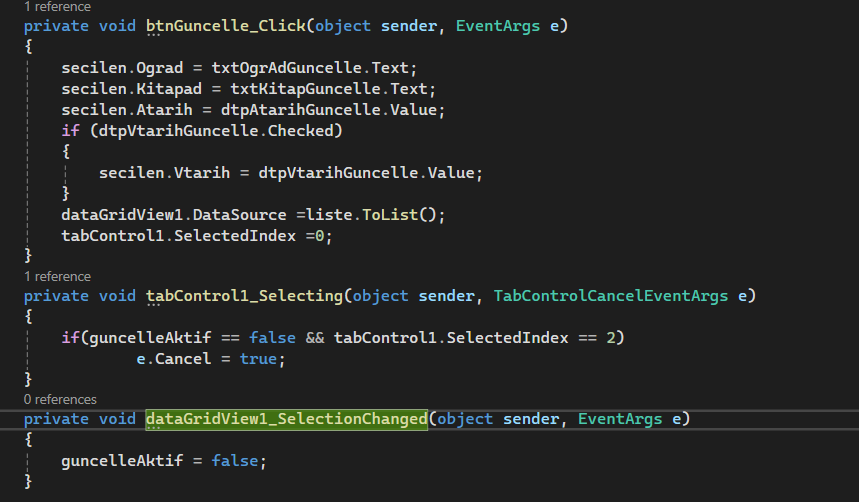 1 reference
private void btnGuncelle_Click(object sender, EventArgs e)
{
secilen.Ograd = txtOgrAdGuncelle.Text;
secilen.Kitapad = txtKitapGuncelle.Text;
secilen.Atarih = dtpAtarihGuncelle.Value;
if (dtpVtarihGuncelle.Checked)
{
secilen.Vtarih = dtpVtarihGuncelle.Value;
}
dataGridView1.DataSource =liste.ToList();
tabControl1.SelectedIndex =0;
}
1 reference
private void tabControl1_Selecting(object sender, TabControlCancelEventArgs e)
{
if(guncelleAktif == false && tabControl1.SelectedIndex == 2)
e.Cancel = true;
}
0 references
private void dataGridView1_SelectionChanged(object sender, EventArgs e)
{
guncelleAktif = false;
}